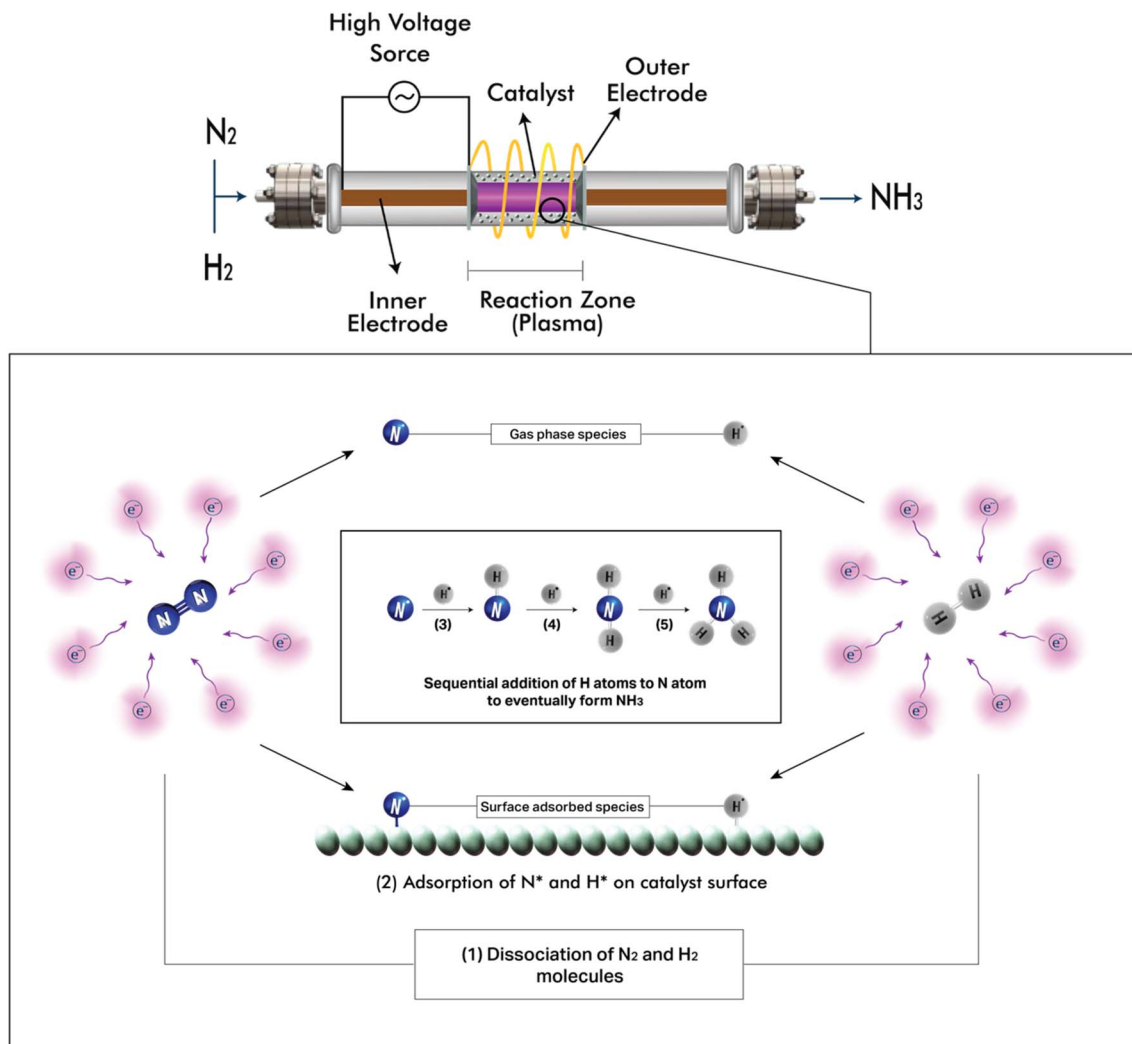 High Voltage
Sorce
Outer
Electrode
Catalyst
N2
H2
NH3
Inner
Electrode
Reaction Zone
(Plasma)
N•
Gas phase species
H•
e−
e−
e−
e−
e−
e−
e−
e−
N
N
e−
e−
e−
e−
e−
e−
e−
e−
H
H
N•
H•
(3)
H
N
H•
(4)
H
N
H
H•
(5)
H
N
H
H
Sequential addition of H atoms to N atom
to eventually form NH3
N•
Surface adsorbed species
H•
(2) Adsorption of N* and H* on catalyst surface
(1) Dissociation of N2 and H2
molecules